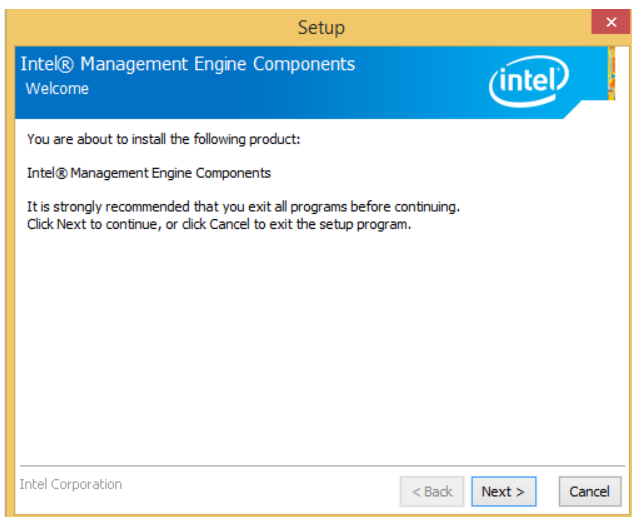 Setup
Intel® Management Engine Components
Welcome
intel
You are about to install the following product:
Intel® Management Engine Components
It is strongly recommended that you exit all programs before continuing.
Click Next to continue, or click Cancel to exit the setup program.
Intel Corporation
< Back Next > Cancel